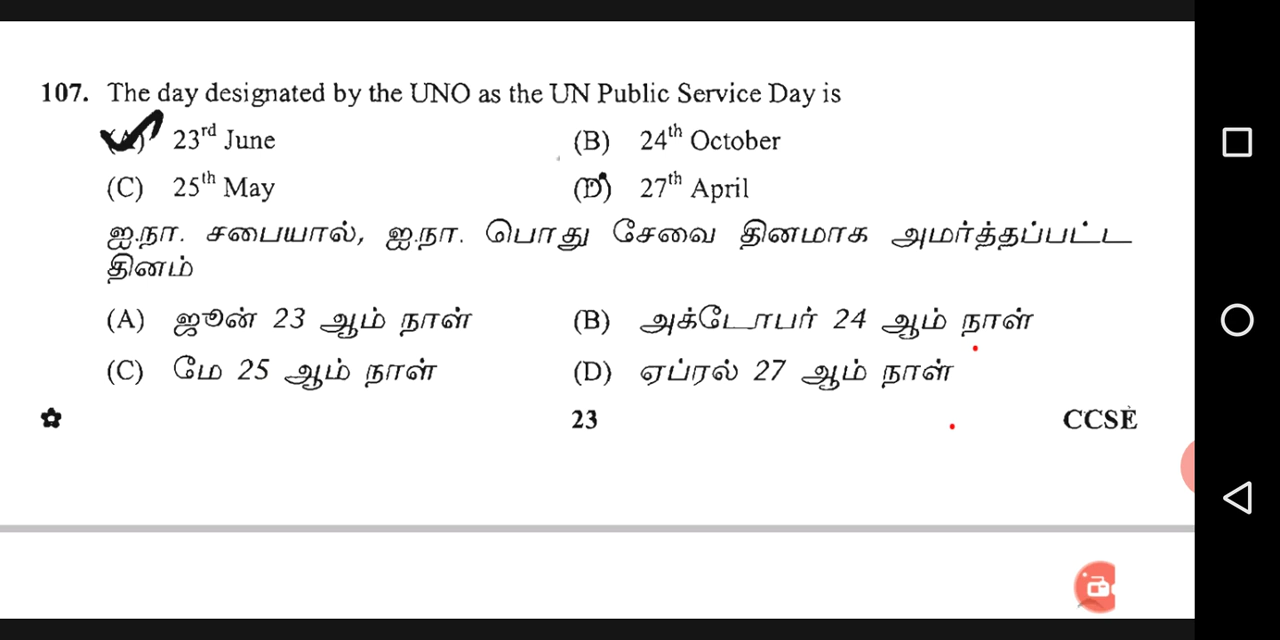 107. The day designated by the UNO as the UN Public Service Day is
(A) 23rd June (B) 24th October
(C) 25th May (D) 27th April
ஐ.நா. சபையால், ஐ.நா. பொது சேவை தினமாக அமர்த்தப்பட்ட
தினம்
(A) ஜூன் 23 ஆம் நாள் (B) அக்டோபர் 24 ஆம் நாள்
(C) மே 25 ஆம் நாள் (D) ஏப்ரல் 27 ஆம் நாள்
23 CCSE